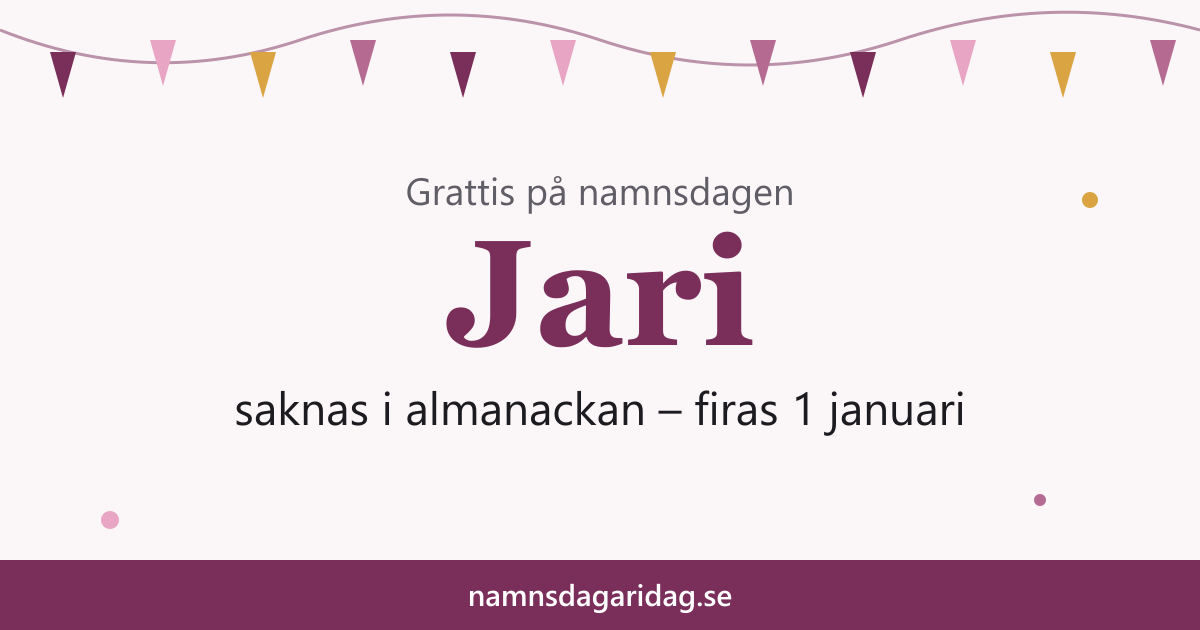 Grattis på namnsdagen
Jari
saknas i almanackan – firas 1 januari
namnsdagaridag.se